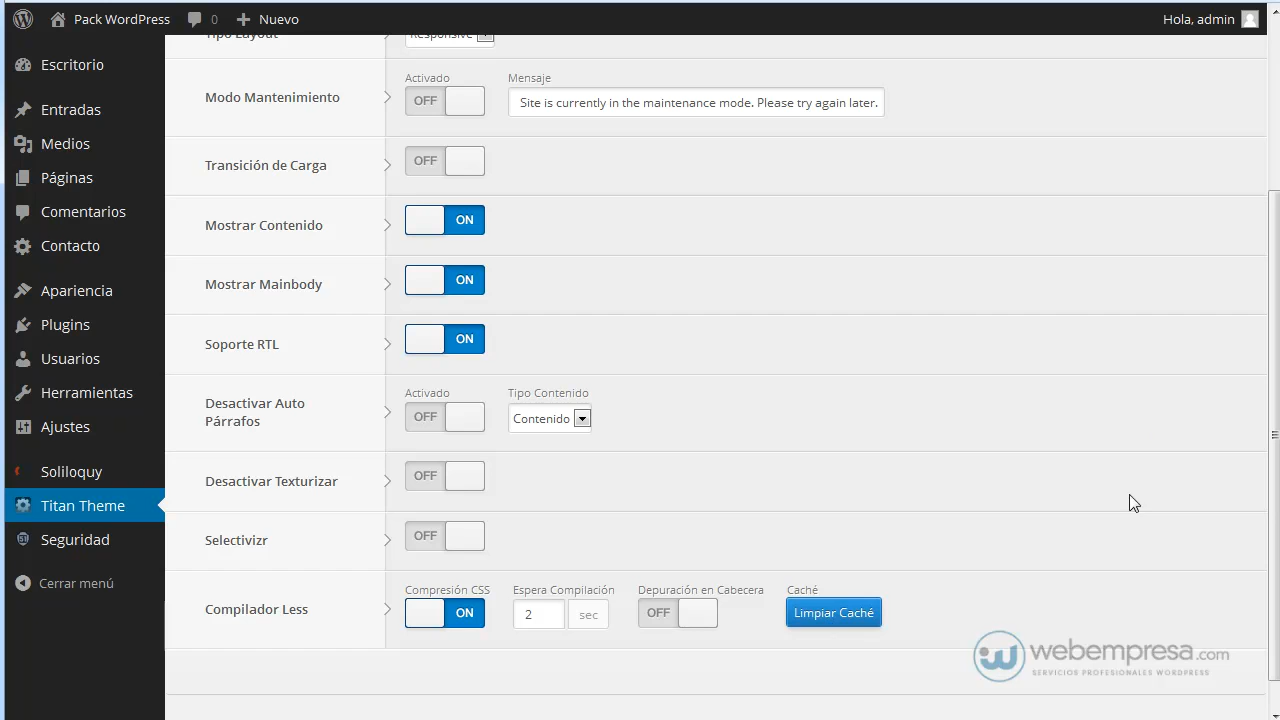 Pack WordPress 0 Nuevo Hola, admin
Escritorio
Entradas
Medios
Páginas
Comentarios
Contacto
Apariencia
Plugins
Usuarios
Herramientas
Ajustes
Soliloquy
Titan Theme
Seguridad
Cerrar menú
Tipo Layout Responsive
Modo Mantenimiento
Activado
OFF
Mensaje
Site is currently in the maintenance mode. Please try again later.
Transición de Carga
OFF
Mostrar Contenido
ON
Mostrar Mainbody
ON
Soporte RTL
ON
Desactivar Auto
Párrafos
Activado
OFF
Tipo Contenido
Contenido
Desactivar Texturizar
OFF
Selectivizr
OFF
Compilador Less
Compresión CSS
ON
Espera Compilación
2 sec
Depuración en Cabecera
OFF
Caché
Limpiar Caché
webempresa.com
SERVICIOS PROFESIONALES WORDPRESS